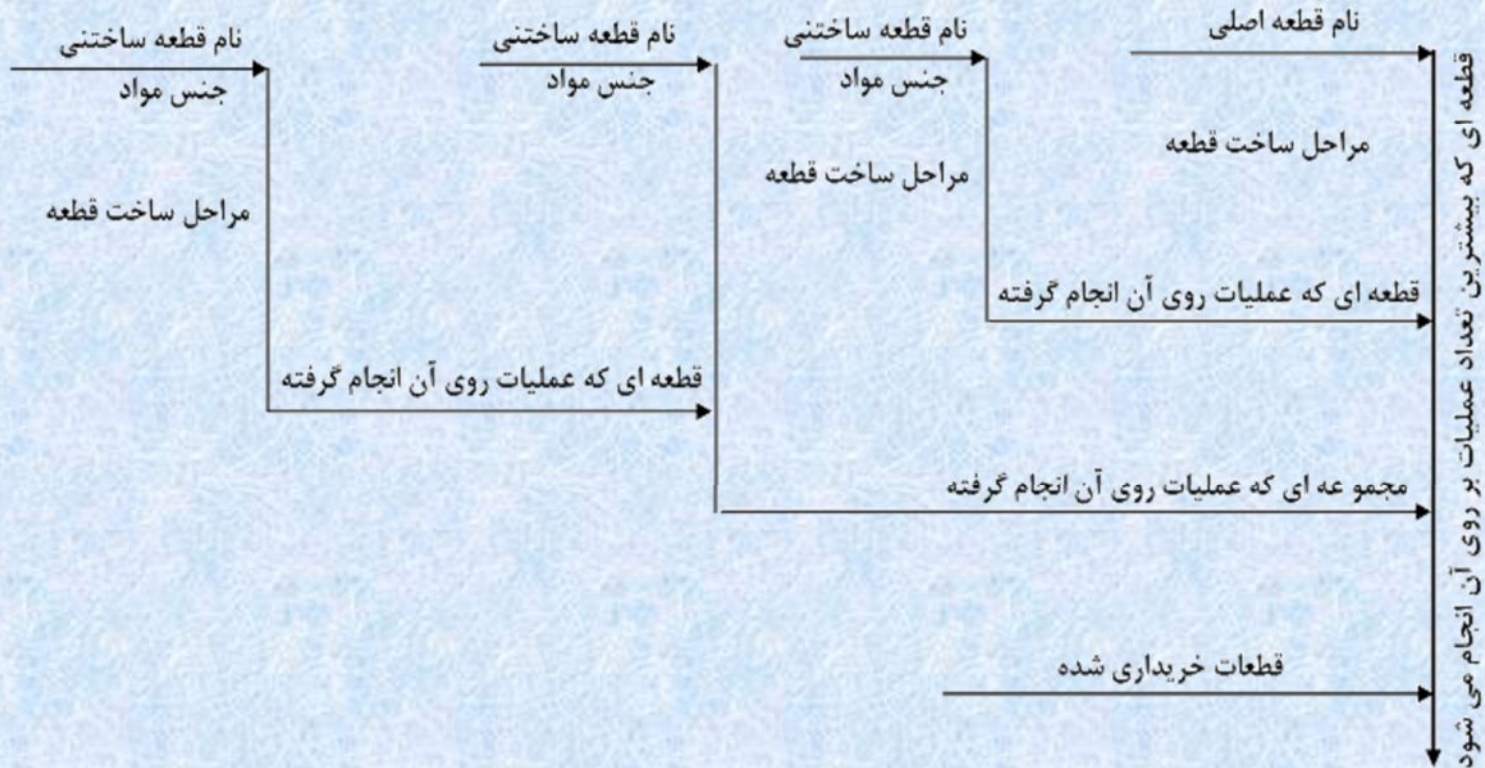 نام قطعه اصلی
نام قطعه ساختنی
نام قطعه ساختنی
نام قطعه ساختنی
جنس مواد
جنس مواد
جنس مواد
مراحل ساخت قطعه
مراحل ساخت قطعه
مراحل ساخت قطعه
قطعه ای که عملیات روی آن انجام گرفته
قطعه ای که عملیات روی آن انجام گرفته
مجمو عه ای که عملیات روی آن انجام گرفته
قطعات خریداری شده
قطعه ای که بیشترین تعداد عملیات بر روی آن انجام می شود